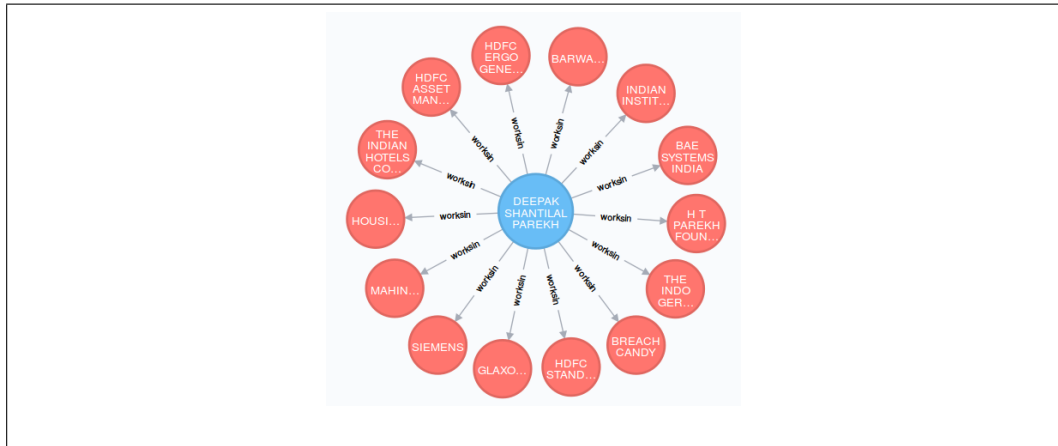 HDFC
ERGO
GENE...
BARWA...
HDFC
ASSET
MAN...
INDIAN
INSTIT...
THE
INDIAN
HOTELS
CO...
BAE
SYSTEMS
INDIA
DEEPAK
SHANTILAL
PAREKH
HOUSI...
H T
PAREKH
FOUN...
MAHIN...
THE
INDO
GER...
SIEMENS
BREACH
CANDY
GLAXO...
HDFC
STAND...
worksin
worksin
worksin
worksin
worksin
worksin
worksin
worksin
worksin
worksin
worksin
worksin
worksin
worksin